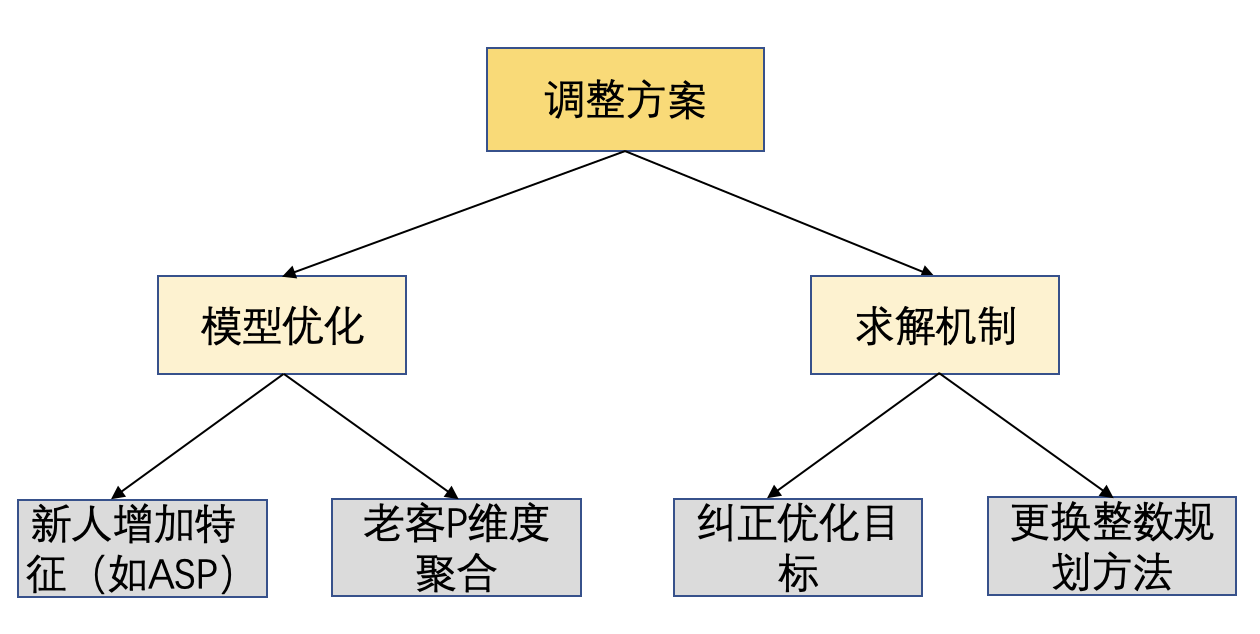 调整方案
模型优化
求解机制
新人增加特
征（如ASP）
老客P维度
聚合
纠正优化目
标
更换整数规
划方法